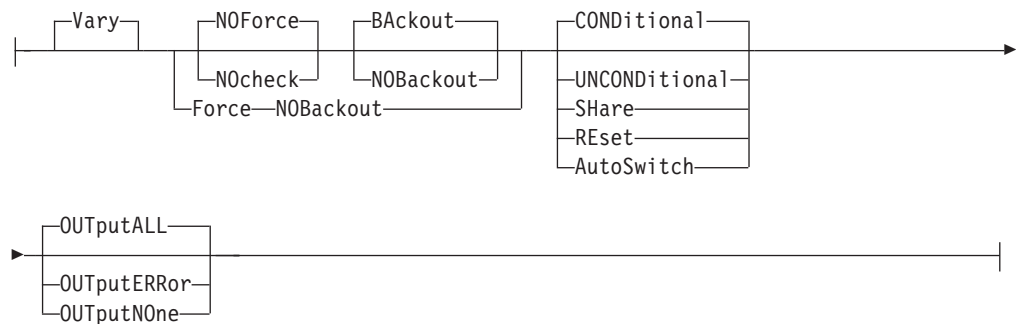 Vary NOForce BAckout CONDitional
NOcheck NOBackout UNCONDitional
Force NOBackout SHare
REset
AutoSwitch
OUTputALL
OUTputERRor
OUTputNOne